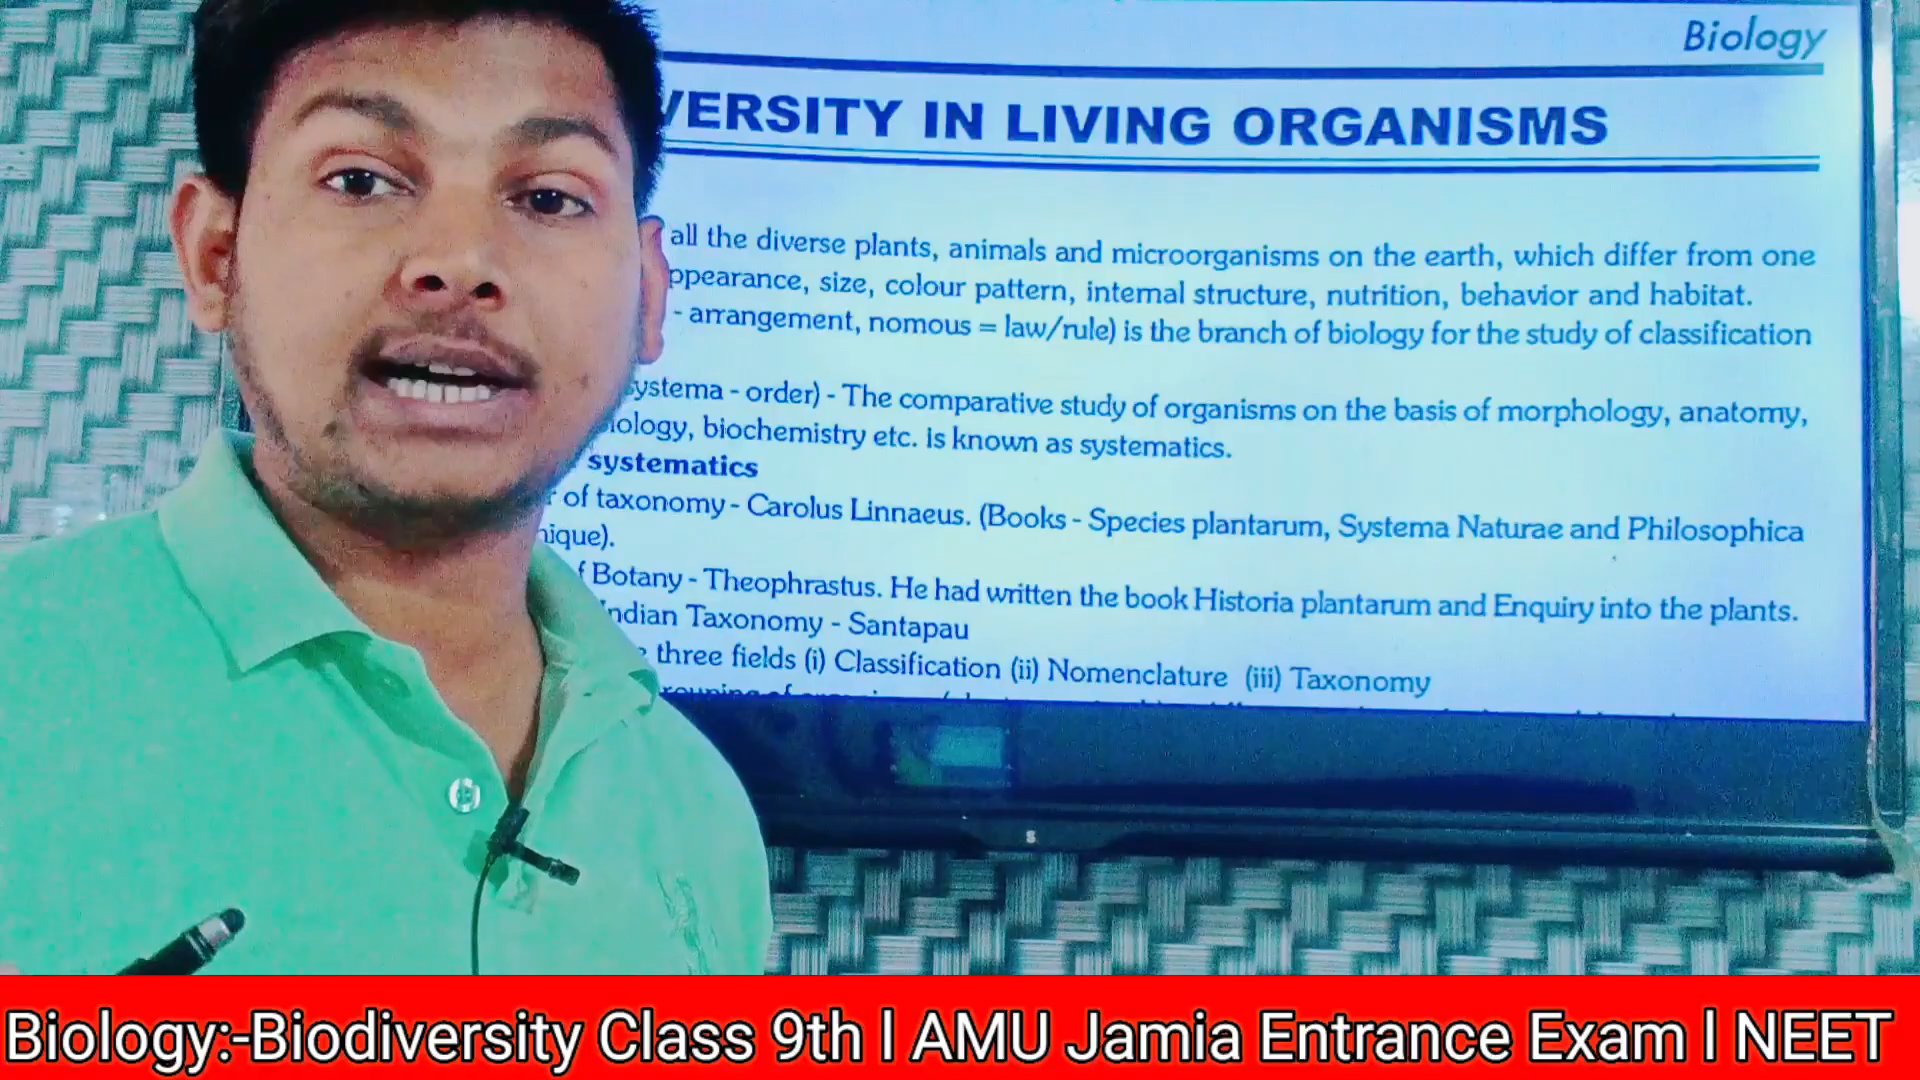 Biology
VERSITY IN LIVING ORGANISMS
all the diverse plants, animals and microorganisms on the earth, which differ from one
ppearance, size, colour pattern, internal structure, nutrition, behavior and habitat.
- arrangement, nomous = law/rule) is the branch of biology for the study of classification
systema - order) - The comparative study of organisms on the basis of morphology, anatomy,
iology, biochemistry etc. is known as systematics.
systematics
of taxonomy - Carolus Linnaeus. (Books - Species plantarum, Systema Naturae and Philosophica
nique).
f Botany - Theophrastus. He had written the book Historia plantarum and Enquiry into the plants.
Indian Taxonomy - Santapau
three fields (i) Classification (ii) Nomenclature (iii) Taxonomy
Biology:-Biodiversity Class 9th l AMU Jamia Entrance Exam l NEET